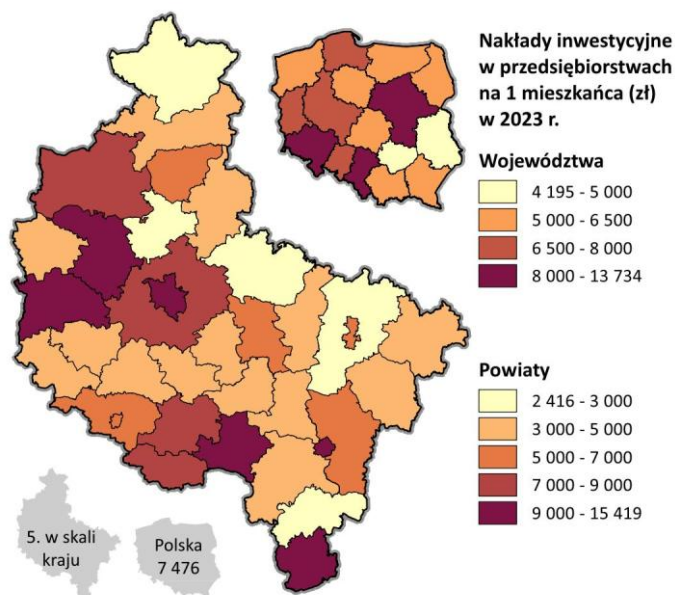 Nakłady inwestycyjne
w przedsiębiorstwach
na 1 mieszkańca (zł)
w 2023 r.
Województwa
4 195 - 5 000
5 000 - 6 500
6 500 - 8 000
8 000 - 13 734
Powiaty
2 416 - 3 000
3 000 - 5 000
5 000 - 7 000
7 000 - 9 000
9 000 - 15 419
5. w skali
kraju
Polska
7 476